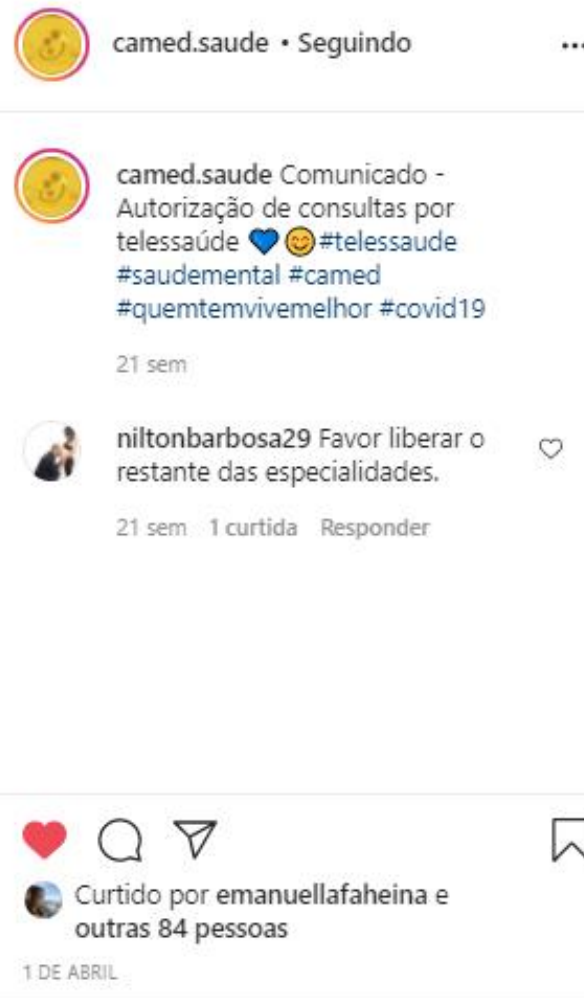 camed.saude • Seguindo
camed.saude Comunicado -
Autorização de consultas por
telessaúde 💙😊#telessaude
#saudemental #camed
#quemtemvivemelhor #covid19
21 sem
niltonbarbosa29 Favor liberar o
restante das especialidades.
21 sem 1 curtida Responder
Curtido por emanuellafaheina e
outras 84 pessoas
1 DE ABRIL